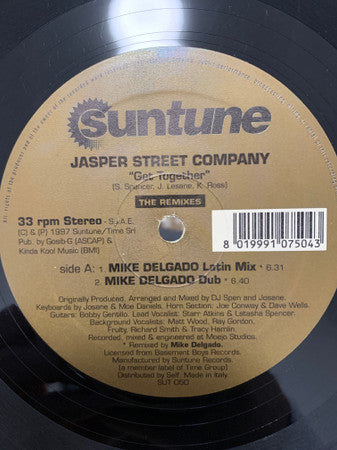 suntune
JASPER STREET COMPANY
"Get Together"
(S. Spencer, J. Lesane, K. Ross)
THE REMIXES
33 rpm Stereo - S.I.A.E.
(C) & (P) 1997 Suntune/Time Srl
Pub. by Gosib-G (ASCAP) &
Kinda Kool Music (BMI)
8 019991 075043
side A: 1. MIKE DELGADO Latin Mix * 6.31
2. MIKE DELGADO Dub * 6.40
Originally Produced, Arranged and Mixed by DJ Spen and Josane.
Keyboards by Josane & Moe Daniels. Horn Section: Joe Conway & Dave Wells.
Guitars: Bobby Gentilo. Lead Vocalist: Starr Atkins & Latasha Spencer.
Background Vocalists: Matt Wood, Ray Gordon,
Fruity, Richard Smith & Tracy Hamlin.
Recorded, mixed & engineered at Moejo Studios.
* Remixed by Mike Delgado.
Licensed from Basement Boys Records.
Manufactured by Suntune Records.
(a member label of Time Group)
Distributed by Self. Made in Italy.
SUT 050